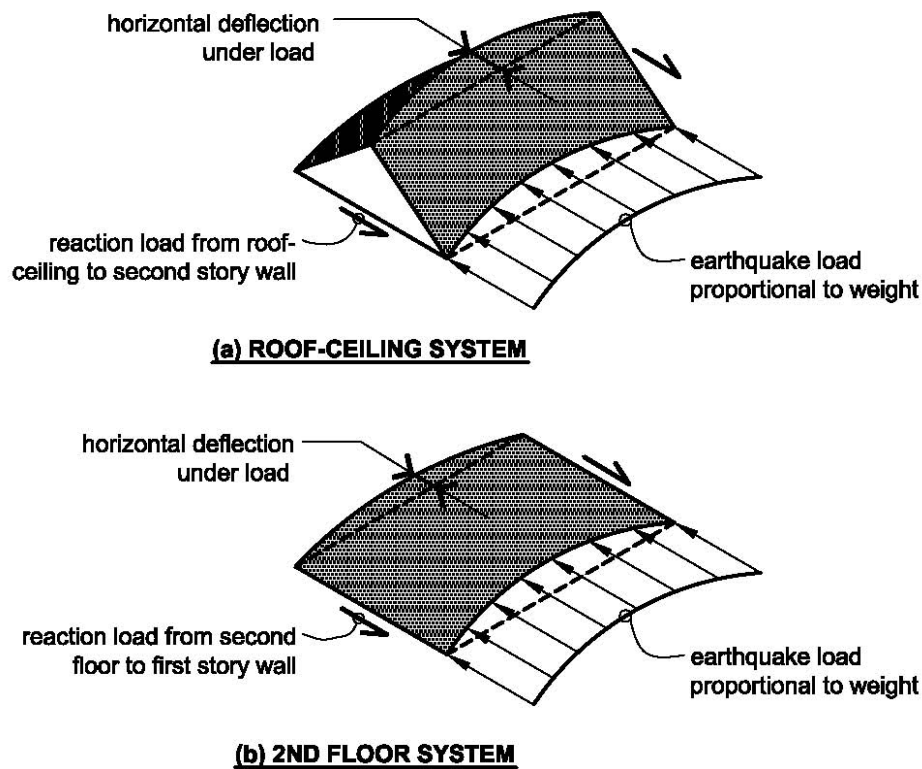 horizontal deflection
under load
reaction load from roof-
ceiling to second story wall
earthquake load
proportional to weight
(a) ROOF-CEILING SYSTEM
horizontal deflection
under load
reaction load from second
floor to first story wall
earthquake load
proportional to weight
(b) 2ND FLOOR SYSTEM